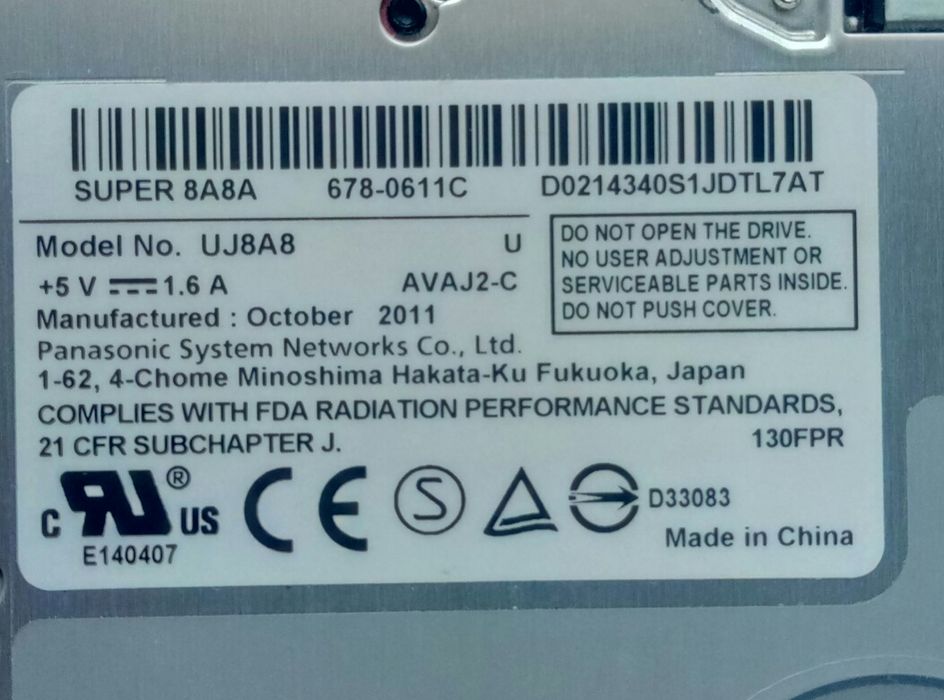 SUPER 8A8A 678-0611C D0214340S1JDTL7AT
Model No. UJ8A8 U
+5 V 1.6 A AVAJ2-C
Manufactured : October 2011
DO NOT OPEN THE DRIVE.
NO USER ADJUSTMENT OR
SERVICEABLE PARTS INSIDE.
DO NOT PUSH COVER.
Panasonic System Networks Co., Ltd.
1-62, 4-Chome Minoshima Hakata-Ku Fukuoka, Japan
COMPLIES WITH FDA RADIATION PERFORMANCE STANDARDS,
21 CFR SUBCHAPTER J. 130FPR
C RU ® US CE S D33083
E140407
Made in China